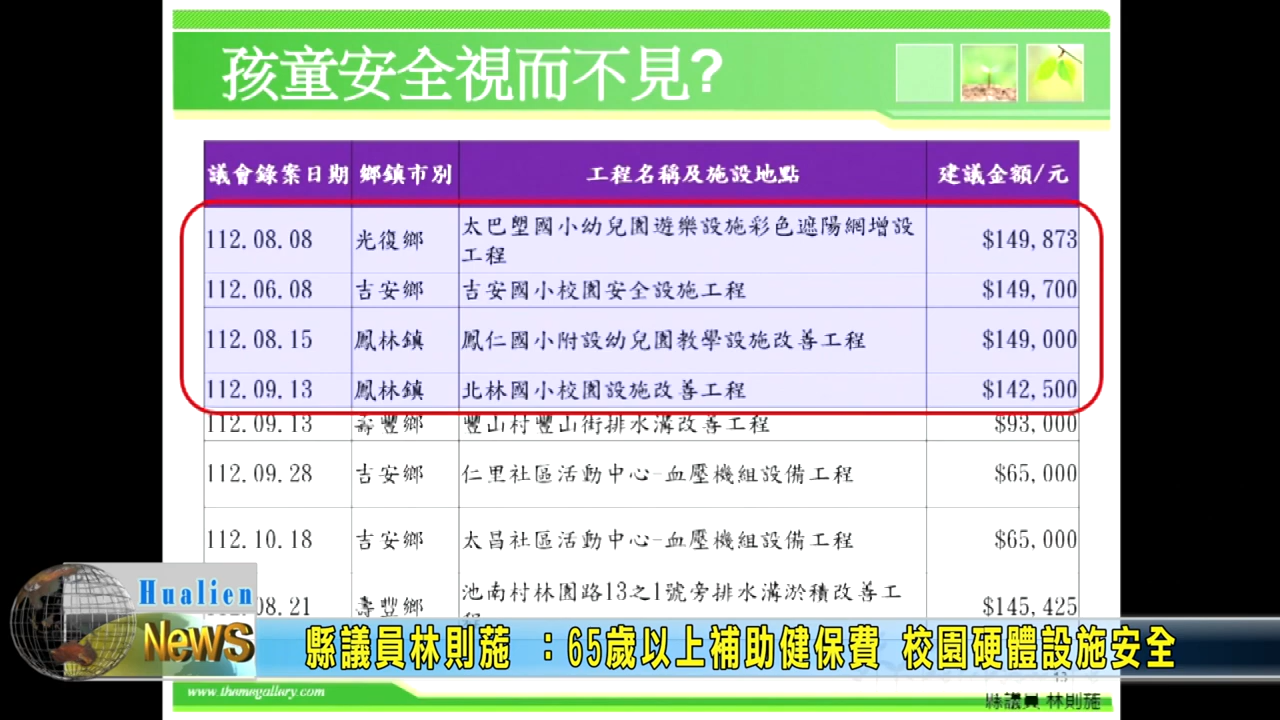 孩童安全視而不見?
議會錄案日期 鄉鎮市別 工程名稱及施設地點 建議金額/元
112.08.08 光復鄉 太巴塱國小幼兒園遊樂設施彩色遮陽網增設
工程 $149,873
112.06.08 吉安鄉 吉安國小校園安全設施工程 $149,700
112.08.15 鳳林鎮 鳳仁國小附設幼兒園教學設施改善工程 $149,000
112.09.13 鳳林鎮 北林國小校園設施改善工程 $142,500
112.09.13 壽豐鄉 豐山村豐山街排水溝改善工程 $93,000
112.09.28 吉安鄉 仁里社區活動中心-血壓機組設備工程 $65,000
112.10.18 吉安鄉 太昌社區活動中心-血壓機組設備工程 $65,000
08.21 壽豐鄉 池南村林園路13之1號旁排水溝淤積改善工 $145,425
Hualien
News
縣議員林則葹 ：65歲以上補助健保費 校園硬體設施安全
www.themegallery.com
縣議員 林則葹